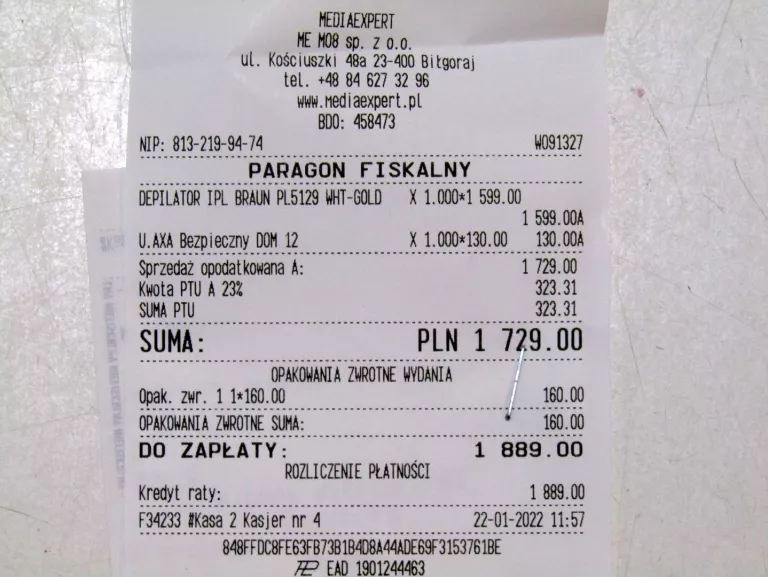 MEDIAEXPERT
ME M08 sp. z o.o.
ul. Kościuszki 48a 23-400 Biłgoraj
tel. +48 84 627 32 96
www.mediaexpert.pl
BDO: 458473
NIP: 813-219-94-74 W091327
PARAGON FISKALNY
DEPILATOR IPL BRAUN PL5129 WHT-GOLD X 1.000*1 599.00
1 599.00A
U.AXA Bezpieczny DOM 12 X 1.000*130.00 130.00A
Sprzedaż opodatkowana A: 1 729.00
Kwota PTU A 23% 323.31
SUMA PTU 323.31
SUMA: PLN 1 729.00
OPAKOWANIA ZWROTNE WYDANIA
Opak. zwr. 1 1*160.00 160.00
OPAKOWANIA ZWROTNE SUMA: 160.00
DO ZAPŁATY: 1 889.00
ROZLICZENIE PŁATNOŚCI
Kredyt raty: 1 889.00
F34233 #Kasa 2 Kasjer nr 4 22-01-2022 11:57
848FFDC8FE63FB73B1B4D8A44ADE69F3153761BE
EAD 1901244463